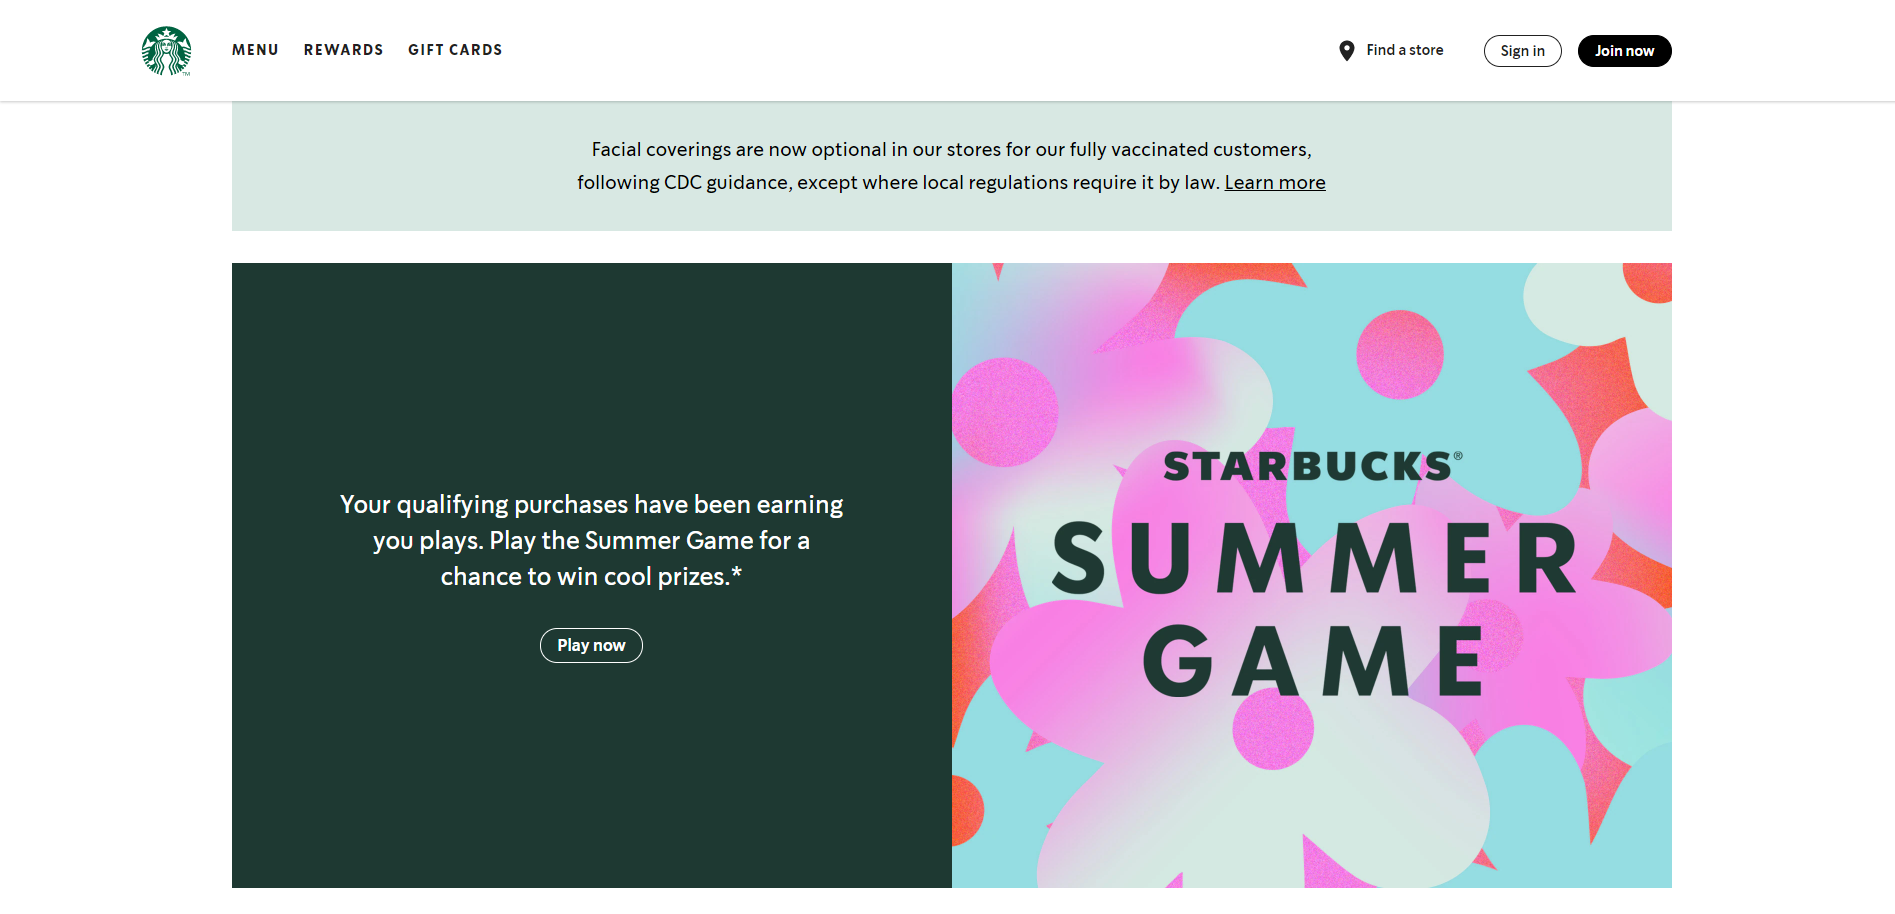 MENU REWARDS GIFT CARDS Find a store Sign in Join now
Facial coverings are now optional in our stores for our fully vaccinated customers,
following CDC guidance, except where local regulations require it by law. Learn more
Your qualifying purchases have been earning
you plays. Play the Summer Game for a
chance to win cool prizes.*
Play now
STARBUCKS®
SUMMER
GAME